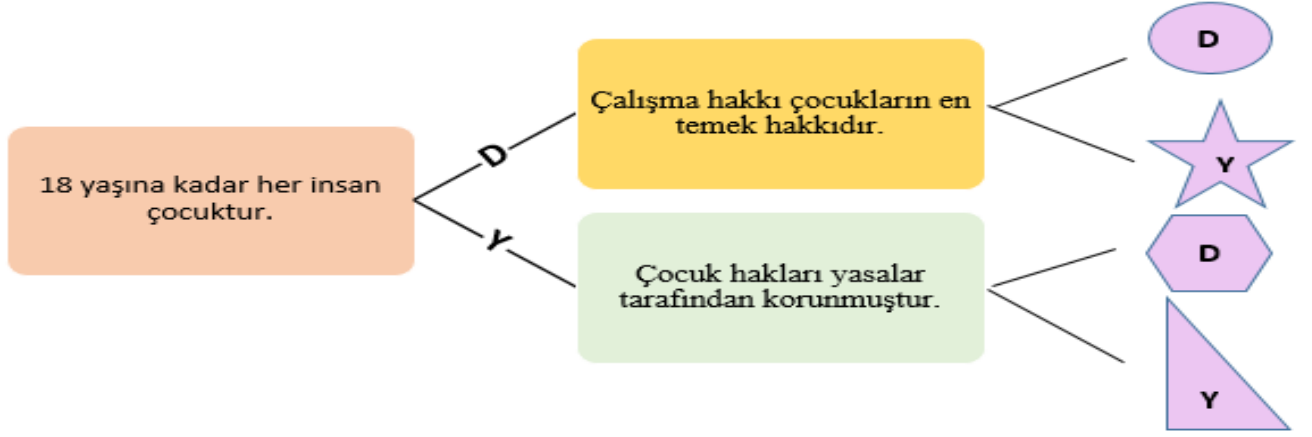 18 yaşına kadar her insan
çocuktur.
D
Y
Çalışma hakkı çocukların en
temek hakkıdır.
Çocuk hakları yasalar
tarafından korunmuştur.
D
Y
D
Y